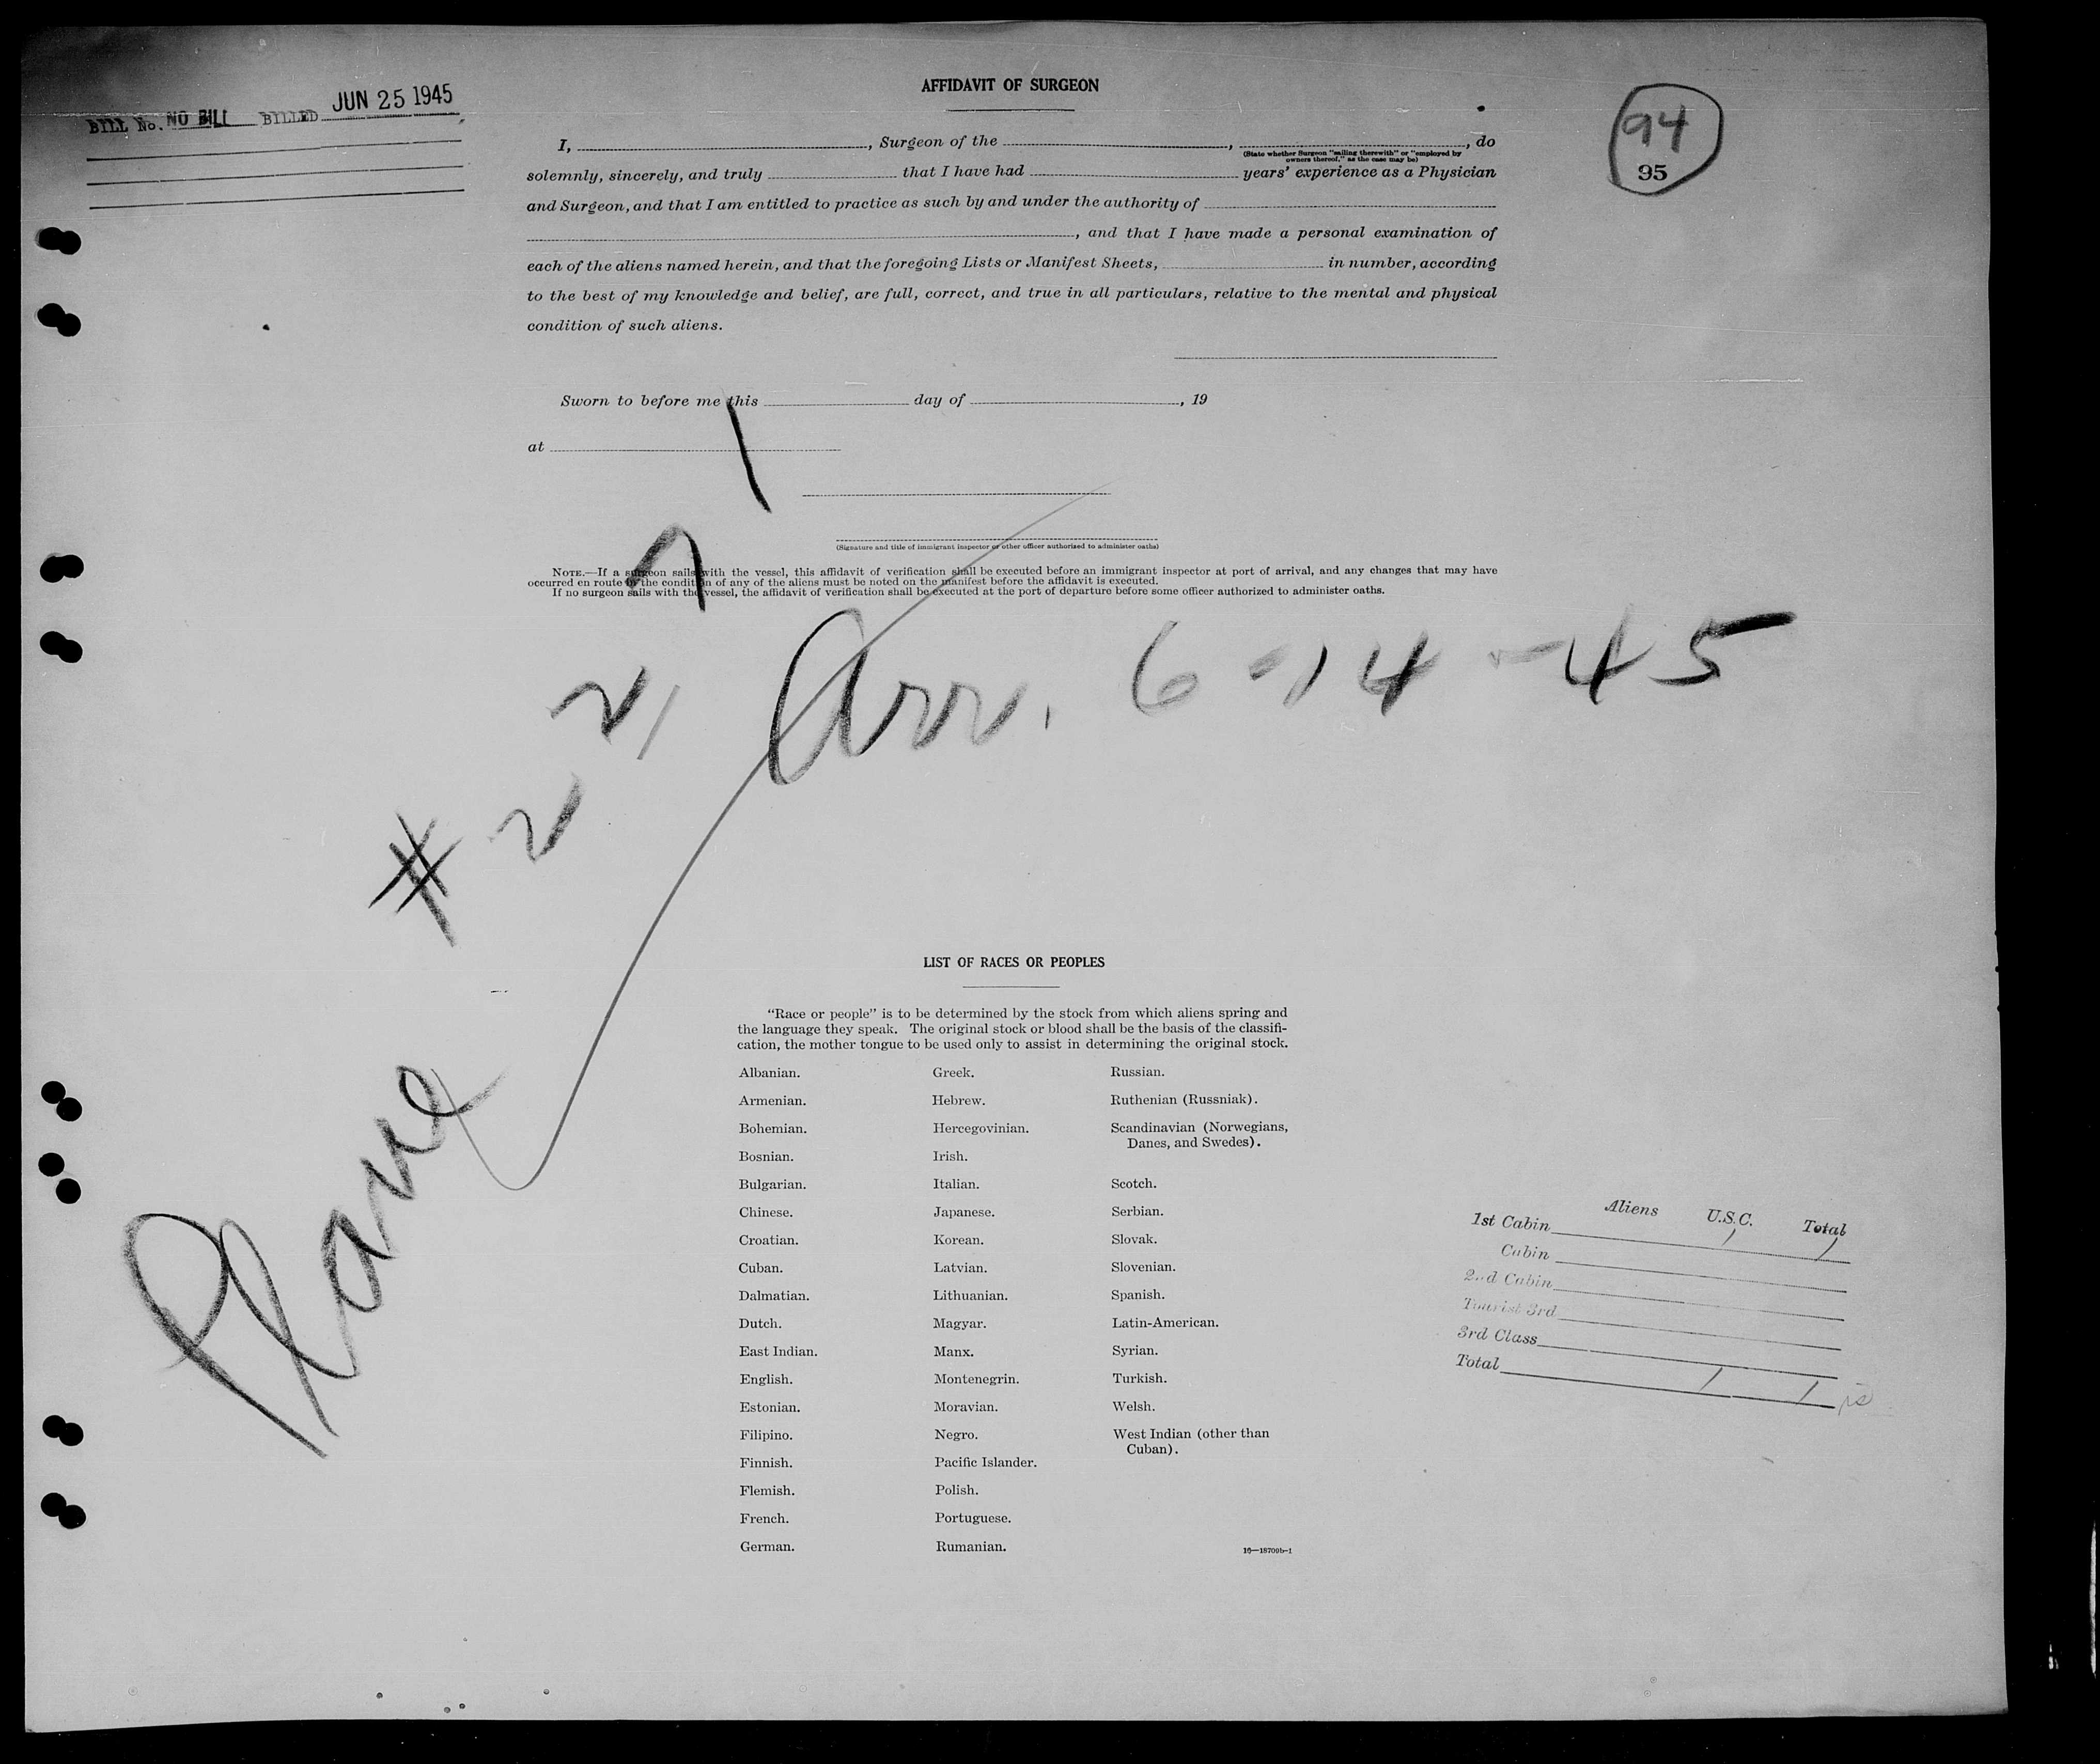 BILL No. NO BILL BILLED JUN 25 1945
AFFIDAVIT OF SURGEON
94
95
I, , Surgeon of the , , do
(State whether Surgeon "sailing therewith" or "employed by
owners thereof," as the case may be)
solemnly, sincerely, and truly that I have had years' experience as a Physician
and Surgeon, and that I am entitled to practice as such by and under the authority of
, and that I have made a personal examination of
each of the aliens named herein, and that the foregoing Lists or Manifest Sheets, in number, according
to the best of my knowledge and belief, are full, correct, and true in all particulars, relative to the mental and physical
condition of such aliens.
Sworn to before me this day of , 19
at
(Signature and title of immigrant inspector or other officer authorized to administer oaths)
NOTE.—If a surgeon sails with the vessel, this affidavit of verification shall be executed before an immigrant inspector at port of arrival, and any changes that may have
occurred en route to the condition of any of the aliens must be noted on the manifest before the affidavit is executed.
If no surgeon sails with the vessel, the affidavit of verification shall be executed at the port of departure before some officer authorized to administer oaths.
Plane #
Arr. 6-14-45
LIST OF RACES OR PEOPLES
"Race or people" is to be determined by the stock from which aliens spring and
the language they speak. The original stock or blood shall be the basis of the classifi-
cation, the mother tongue to be used only to assist in determining the original stock.
Albanian.
Armenian.
Bohemian.
Bosnian.
Bulgarian.
Chinese.
Croatian.
Cuban.
Dalmatian.
Dutch.
East Indian.
English.
Estonian.
Filipino.
Finnish.
Flemish.
French.
German.
Greek.
Hebrew.
Hercegovinian.
Irish.
Italian.
Japanese.
Korean.
Latvian.
Lithuanian.
Magyar.
Manx.
Montenegrin.
Moravian.
Negro.
Pacific Islander.
Polish.
Portuguese.
Rumanian.
Russian.
Ruthenian (Russniak).
Scandinavian (Norwegians,
Danes, and Swedes).
Scotch.
Serbian.
Slovak.
Slovenian.
Spanish.
Latin-American.
Syrian.
Turkish.
Welsh.
West Indian (other than
Cuban).
16—18709b-1
Aliens U.S.C. Total
1st Cabin 1 1
Cabin
2nd Cabin
Tourist 3rd
3rd Class
Total 1 1